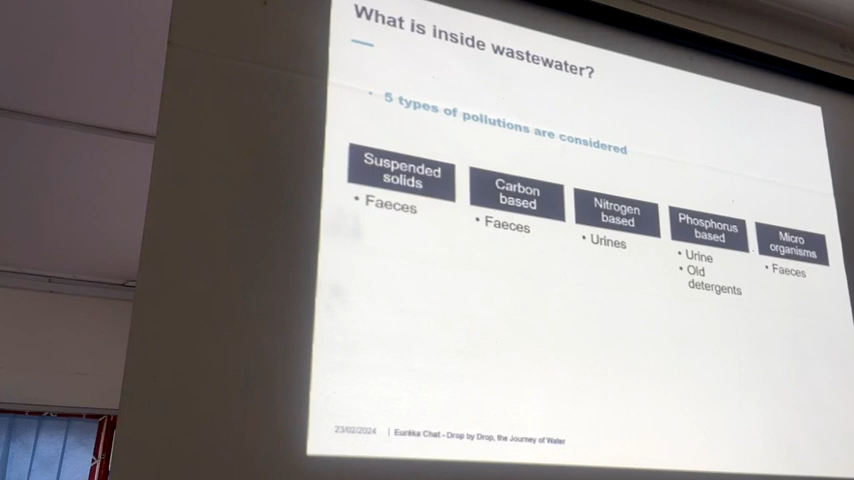 What is inside wastewater?
• 5 types of pollutions are considered
Suspended
solids
• Faeces
Carbon
based
• Faeces
Nitrogen
based
• Urines
Phosphorus
based
• Urine
• Old
detergents
Micro
organisms
• Faeces
23/02/2024 | Eurêka Chat - Drop by Drop, the Journey of Water